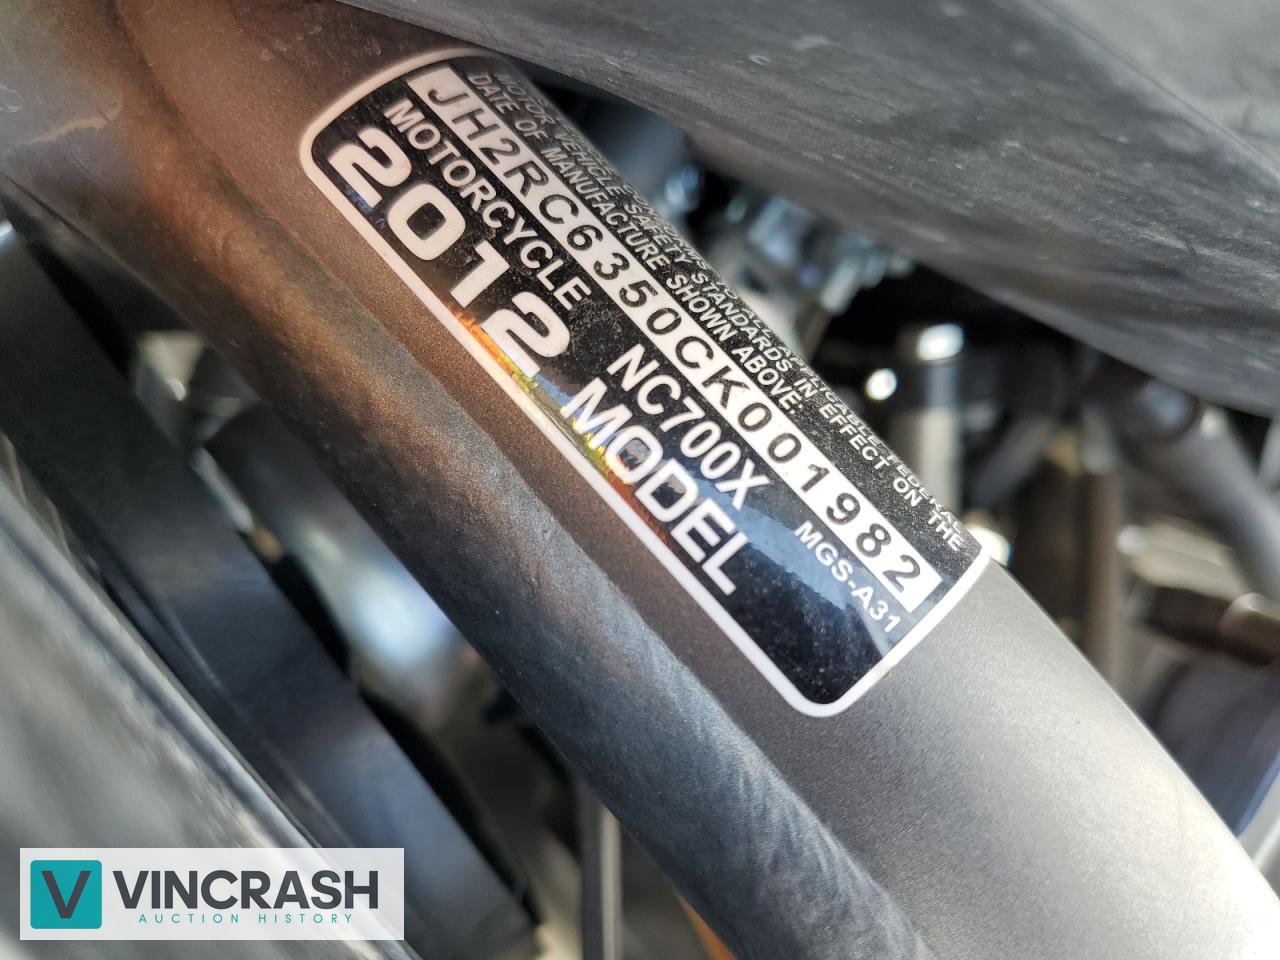 MOTOR VEHICLE SAFETY STANDARDS IN EFFECT ON THE
DATE OF MANUFACTURE SHOWN ABOVE.
JH2RC6350CK001982
MOTORCYCLE NC700X MGS-A31
2012 MODEL
VINCRASH
AUCTION HISTORY